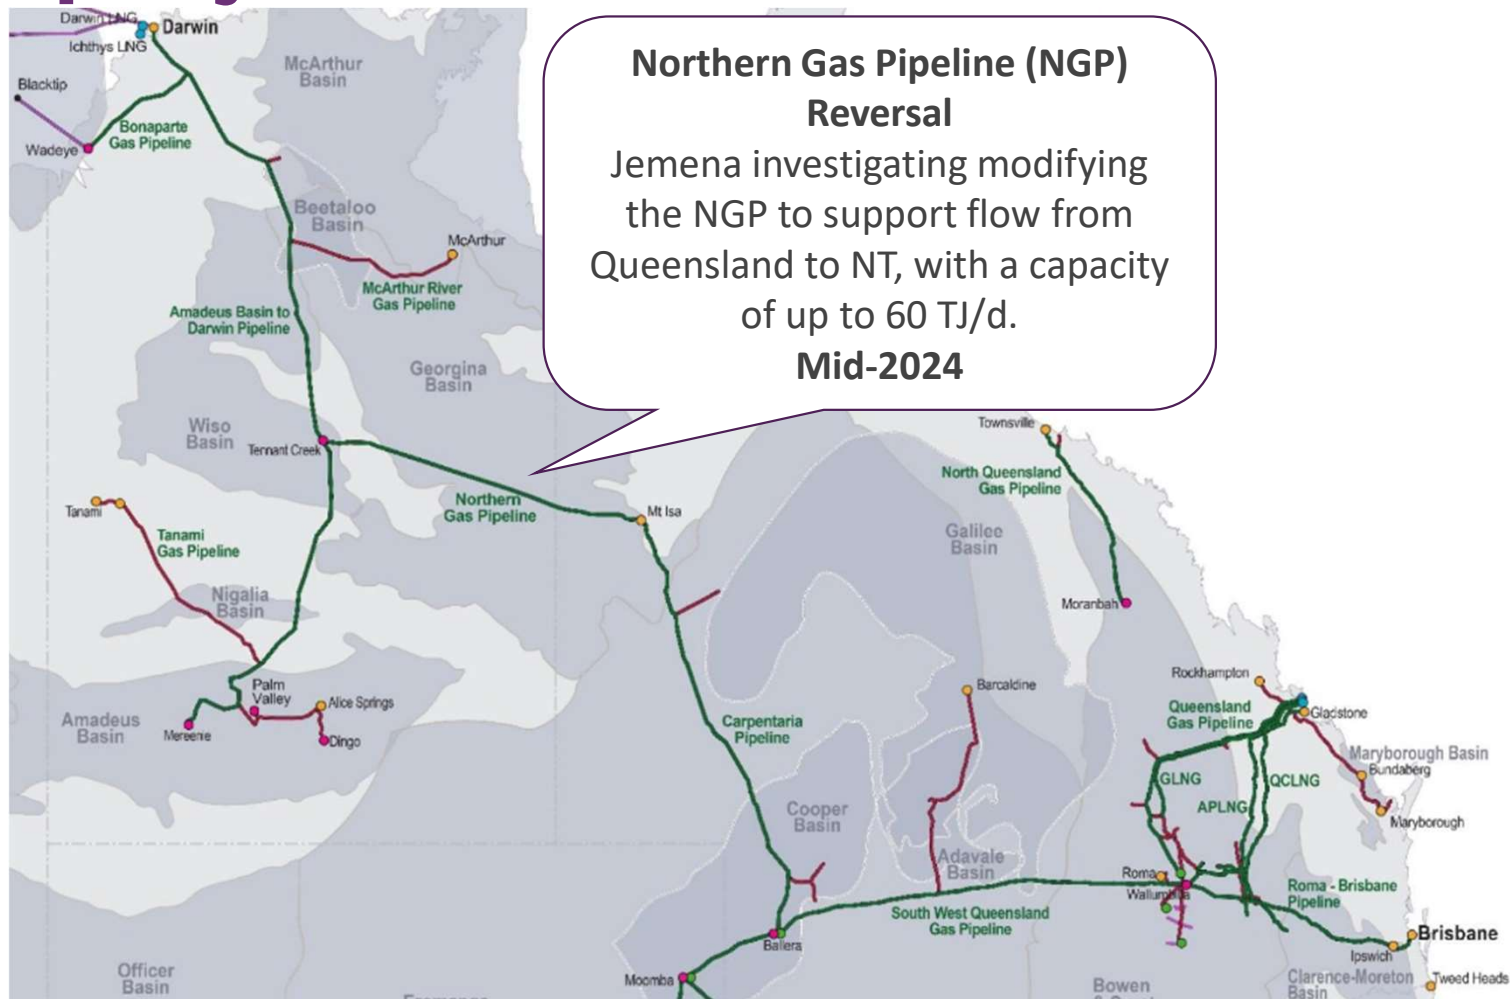 Darwin LNG
Darwin
Ichthys LNG
McArthur
Basin
Blacktip
Bonaparte
Gas Pipeline
Wadeye
Northern Gas Pipeline (NGP)
Reversal
Jemena investigating modifying
the NGP to support flow from
Queensland to NT, with a capacity
of up to 60 TJ/d.
Mid-2024
Beetaloo
Basin
McArthur
McArthur River
Gas Pipeline
Amadeus Basin to
Darwin Pipeline
Georgina
Basin
Wiso
Basin
Tennant Creek
Townsville
North Queensland
Gas Pipeline
Northern
Gas Pipeline
Mt Isa
Tanami
Tanami
Gas Pipeline
Galilee
Basin
Nigalia
Basin
Moranbah
Palm
Valley
Alice Springs
Amadeus
Basin
Mereenie
Dingo
Barcaldine
Rockhampton
Queensland
Gas Pipeline
Gladstone
Carpentaria
Pipeline
Maryborough Basin
Bundaberg
GLNG
QCLNG
APLNG
Maryborough
Cooper
Basin
Adavale
Basin
Roma
Wallumbilla
Roma - Brisbane
Pipeline
South West Queensland
Gas Pipeline
Ballera
Brisbane
Ipswich
Moomba
Officer
Basin
Bowen
Clarence-Moreton
Basin
Tweed Heads